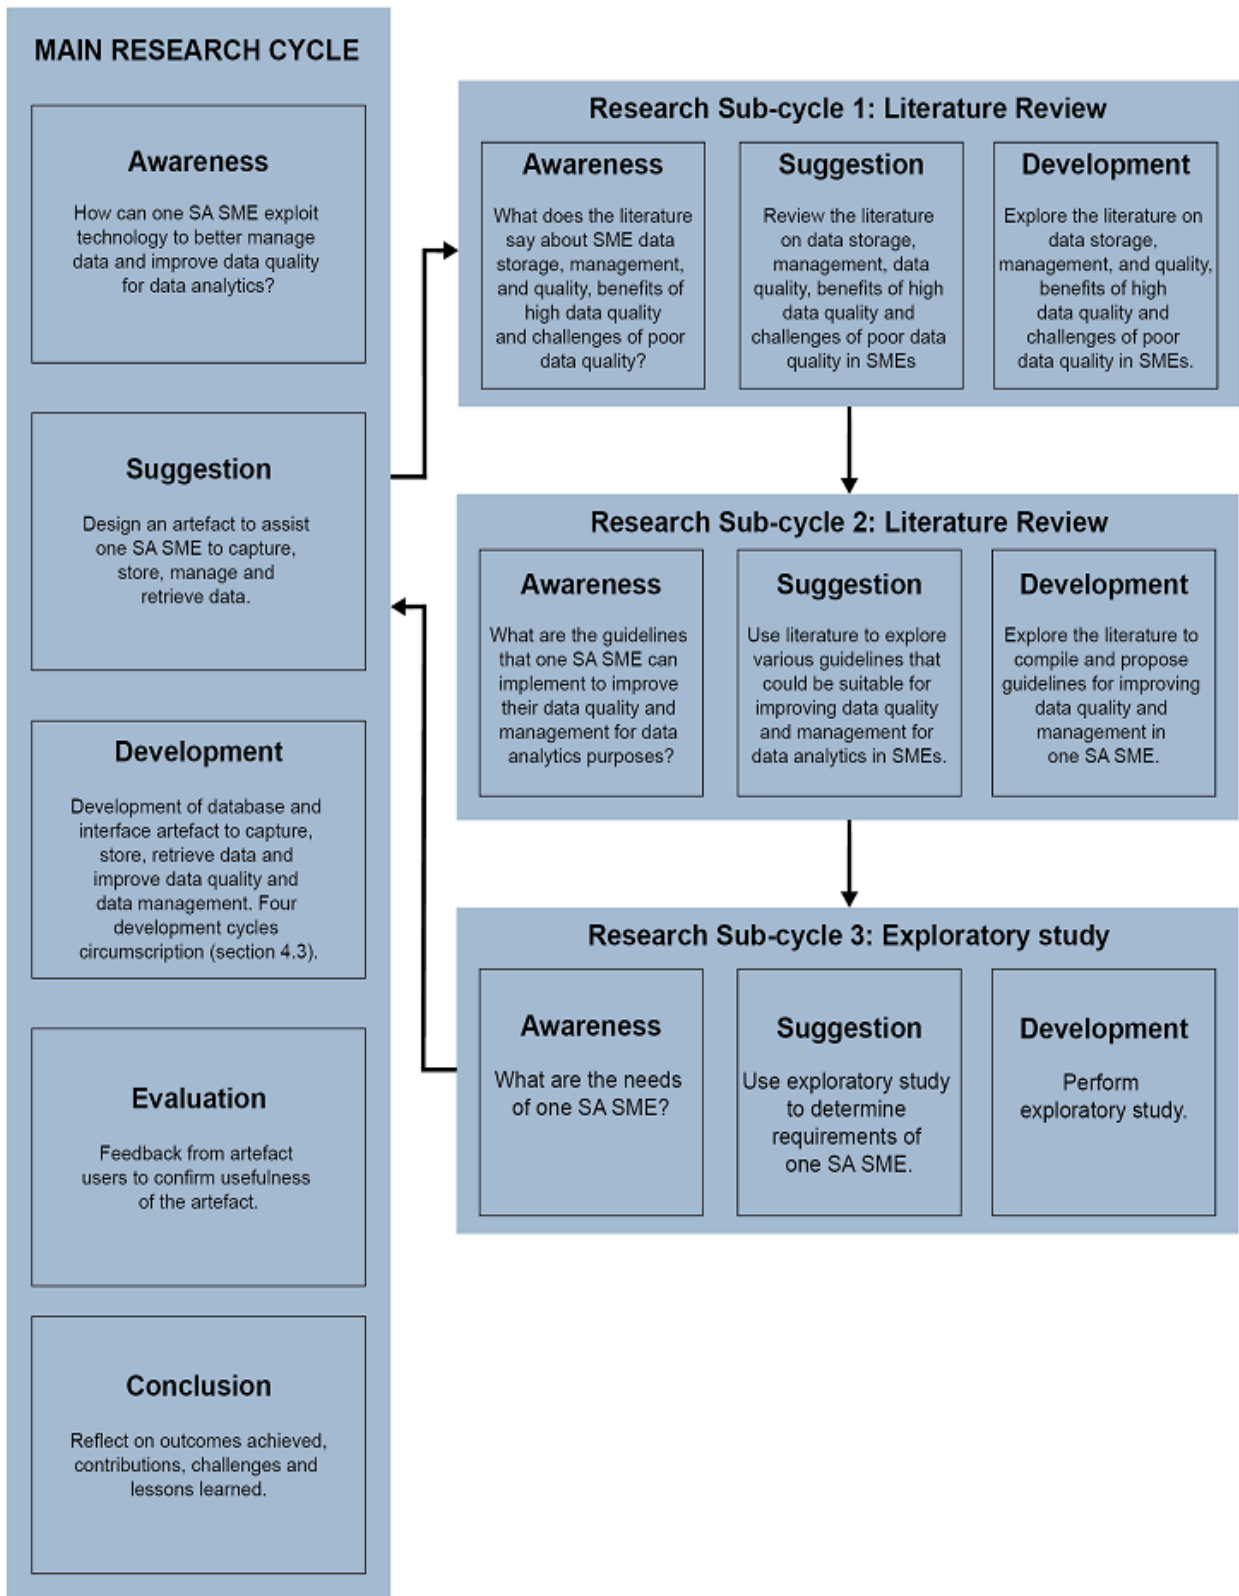 MAIN RESEARCH CYCLE
Awareness
How can one SA SME exploit
technology to better manage
data and improve data quality
for data analytics?
Suggestion
Design an artefact to assist
one SA SME to capture,
store, manage and
retrieve data.
Development
Development of database and
interface artefact to capture,
store, retrieve data and
improve data quality and
data management. Four
development cycles
circumscription (section 4.3).
Evaluation
Feedback from artefact
users to confirm usefulness
of the artefact.
Conclusion
Reflect on outcomes achieved,
contributions, challenges and
lessons learned.
Research Sub-cycle 1: Literature Review
Awareness
What does the literature
say about SME data
storage, management,
and quality, benefits of
high data quality
and challenges of poor
data quality?
Suggestion
Review the literature
on data storage,
management, data
quality, benefits of high
data quality and
challenges of poor data
quality in SMEs
Development
Explore the literature on
data storage,
management, and quality,
benefits of high
data quality and
challenges of poor
data quality in SMEs.
Research Sub-cycle 2: Literature Review
Awareness
What are the guidelines
that one SA SME can
implement to improve
their data quality and
management for data
analytics purposes?
Suggestion
Use literature to explore
various guidelines that
could be suitable for
improving data quality
and management for
data analytics in SMEs.
Development
Explore the literature to
compile and propose
guidelines for improving
data quality and
management in
one SA SME.
Research Sub-cycle 3: Exploratory study
Awareness
What are the needs
of one SA SME?
Suggestion
Use exploratory study
to determine
requirements of
one SA SME.
Development
Perform
exploratory study.